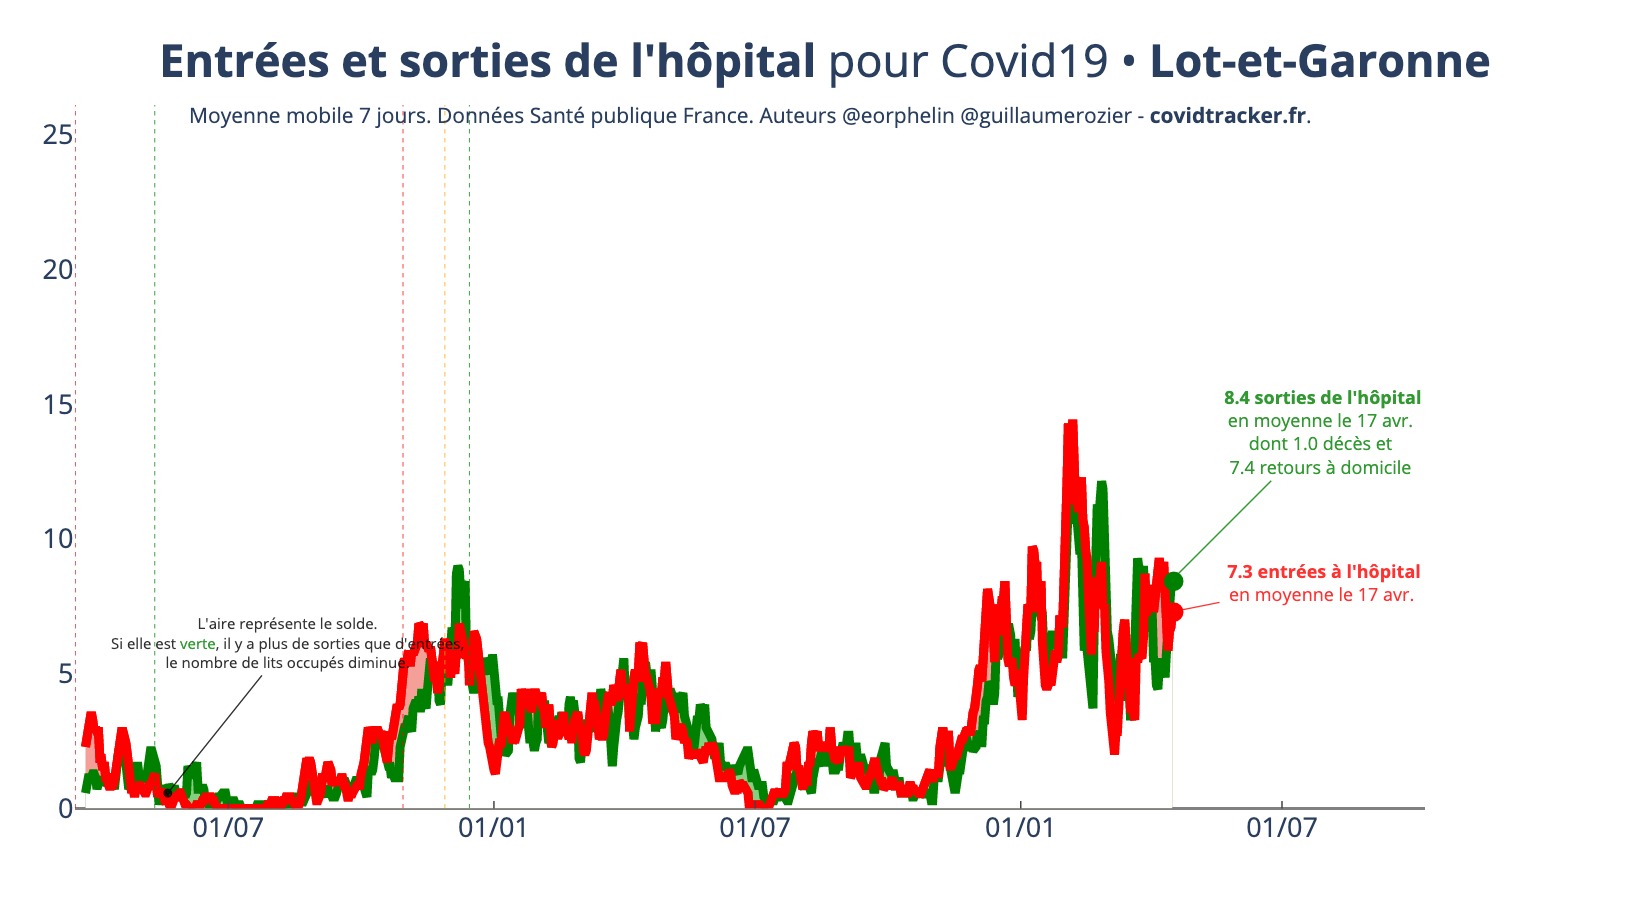 Entrées et sorties de l'hôpital pour Covid19 • Lot-et-Garonne
Moyenne mobile 7 jours. Données Santé publique France. Auteurs @eorphelin @guillaumerozier - covidtracker.fr.
25
20
15
10
5
0
8.4 sorties de l'hôpital
en moyenne le 17 avr.
dont 1.0 décès et
7.4 retours à domicile
7.3 entrées à l'hôpital
en moyenne le 17 avr.
L'aire représente le solde.
Si elle est verte, il y a plus de sorties que d'entrées,
le nombre de lits occupés diminue.
01/07
01/01
01/07
01/01
01/07